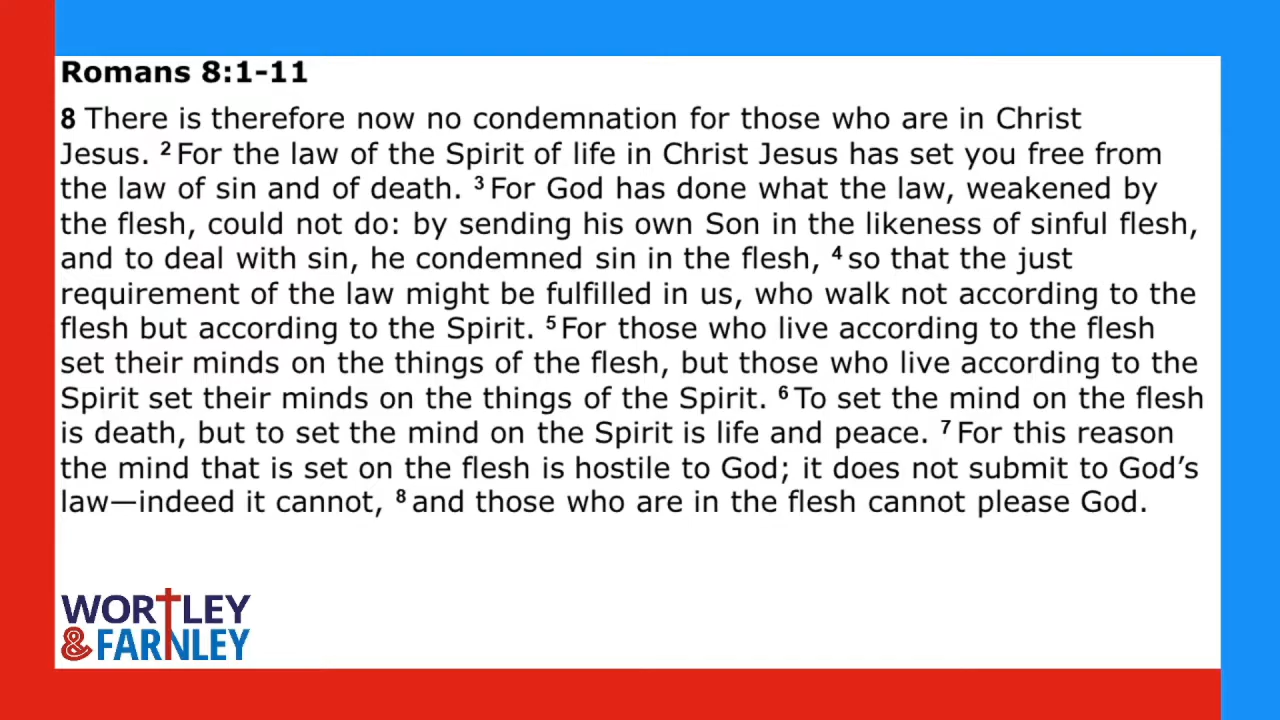 Romans 8:1-11
8 There is therefore now no condemnation for those who are in Christ
Jesus. 2 For the law of the Spirit of life in Christ Jesus has set you free from
the law of sin and of death. 3 For God has done what the law, weakened by
the flesh, could not do: by sending his own Son in the likeness of sinful flesh,
and to deal with sin, he condemned sin in the flesh, 4 so that the just
requirement of the law might be fulfilled in us, who walk not according to the
flesh but according to the Spirit. 5 For those who live according to the flesh
set their minds on the things of the flesh, but those who live according to the
Spirit set their minds on the things of the Spirit. 6 To set the mind on the flesh
is death, but to set the mind on the Spirit is life and peace. 7 For this reason
the mind that is set on the flesh is hostile to God; it does not submit to God’s
law—indeed it cannot, 8 and those who are in the flesh cannot please God.
WORTLEY
&FARNLEY